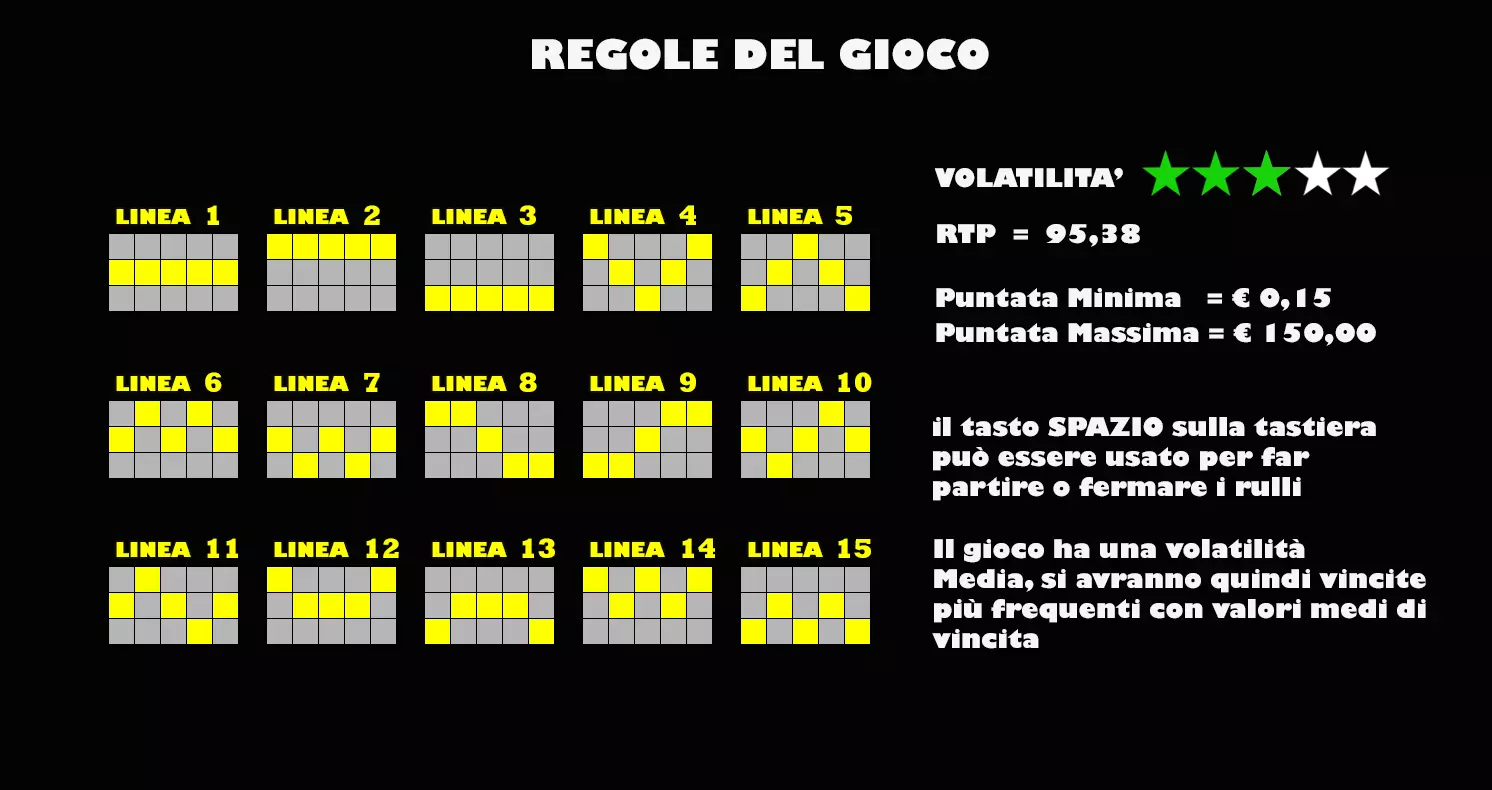 REGOLE DEL GIOCO
LINEA 1
LINEA 2
LINEA 3
LINEA 4
LINEA 5
LINEA 6
LINEA 7
LINEA 8
LINEA 9
LINEA 10
LINEA 11
LINEA 12
LINEA 13
LINEA 14
LINEA 15
VOLATILITA’
RTP = 95,38
Puntata Minima = € 0,15
Puntata Massima = € 150,00
il tasto SPAZIO sulla tastiera
può essere usato per far
partire o fermare i rulli
Il gioco ha una volatilità
Media, si avranno quindi vincite
più frequenti con valori medi di
vincita